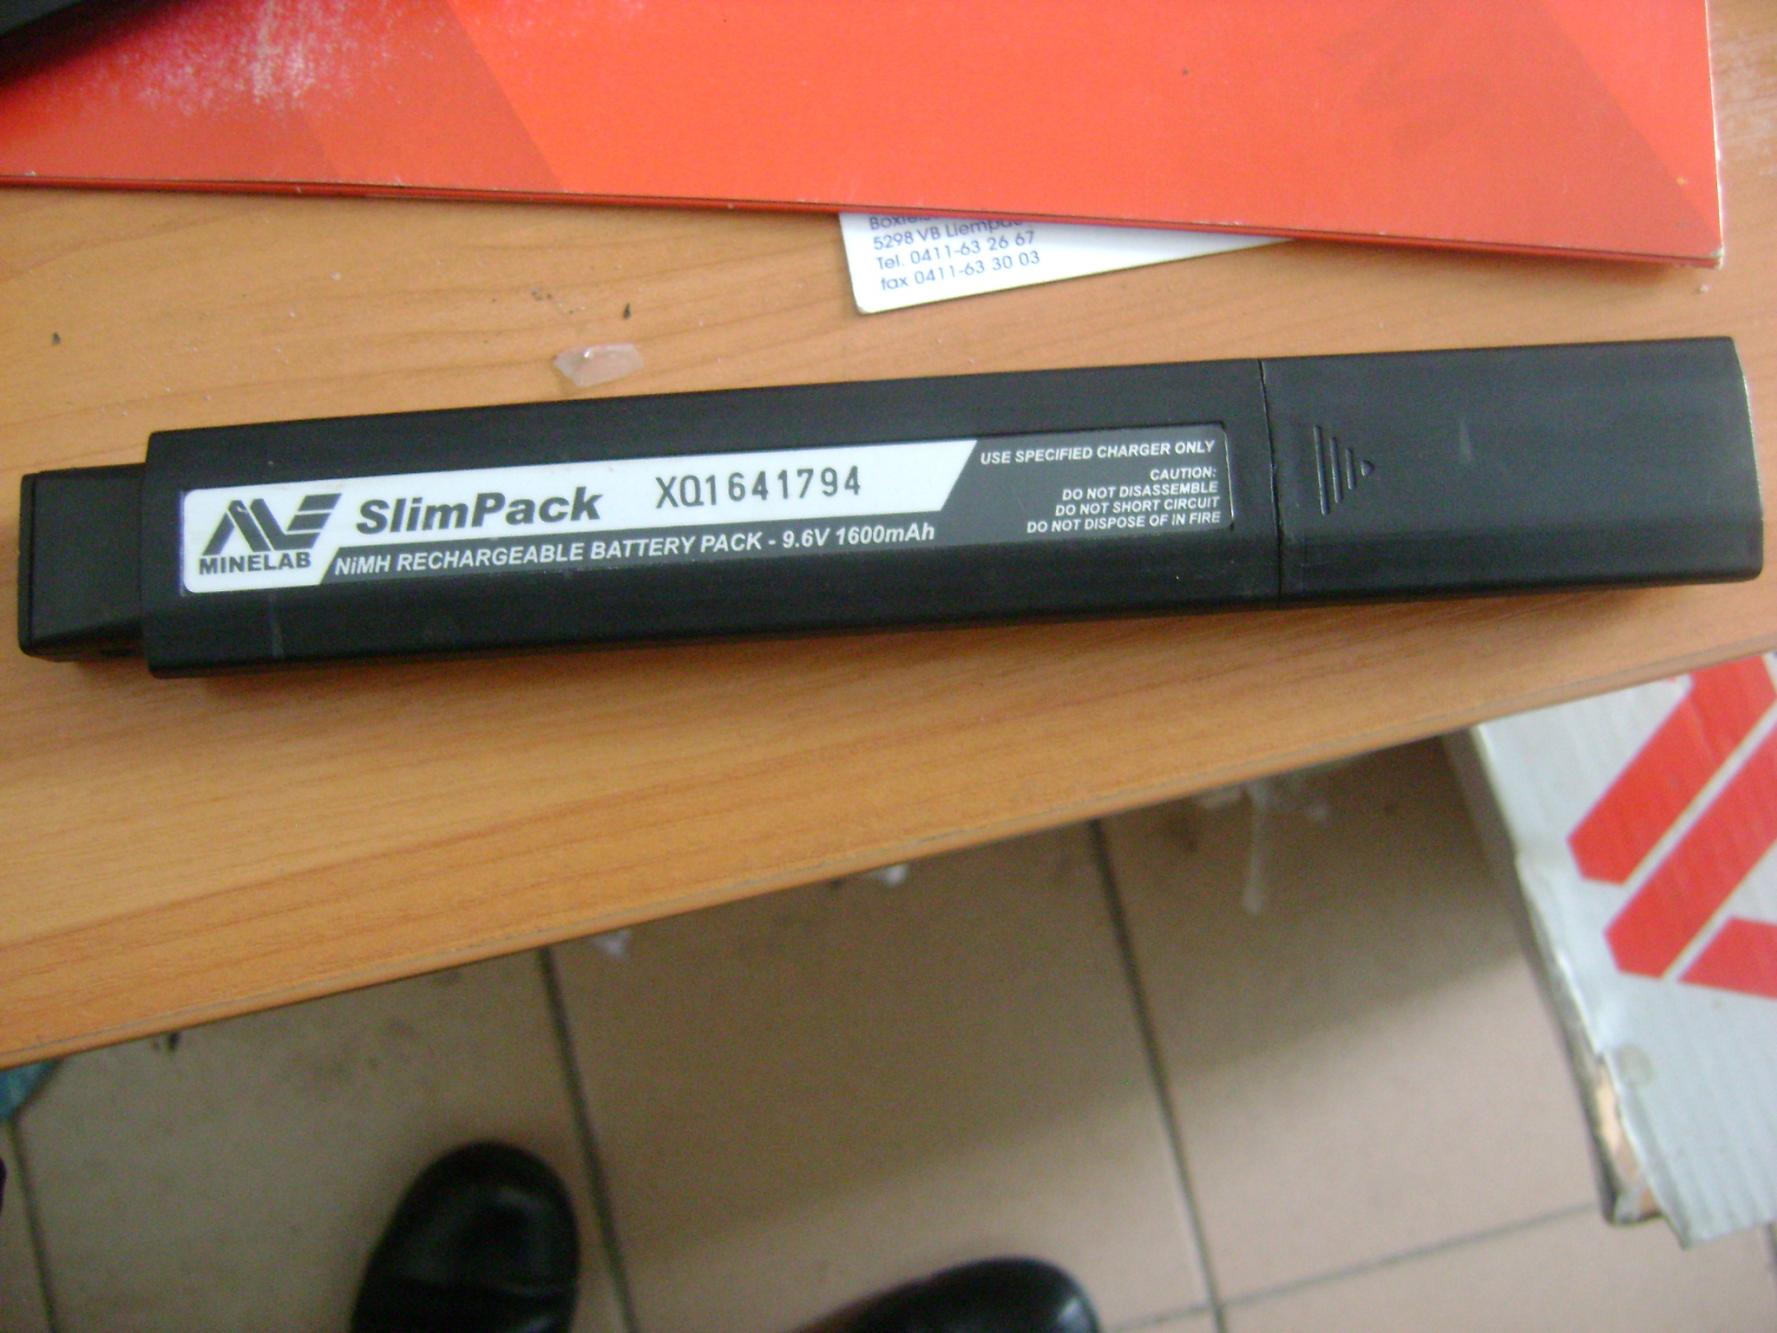 5298 VB
Tel. 0411-63 26 67
fax 0411-63 30 03
MINELAB
SlimPack XQ1641794
NiMH RECHARGEABLE BATTERY PACK - 9.6V 1600mAh
USE SPECIFIED CHARGER ONLY
CAUTION:
DO NOT DISASSEMBLE
DO NOT SHORT CIRCUIT
DO NOT DISPOSE OF IN FIRE